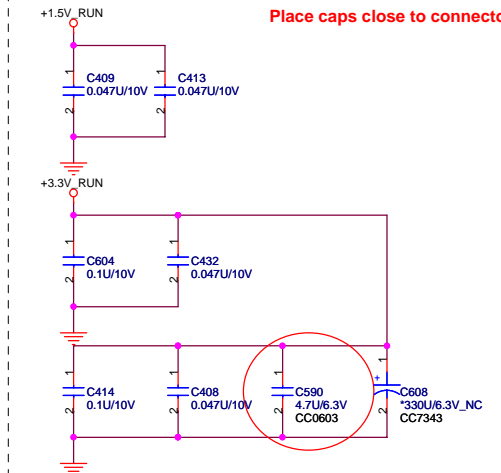 +1.5V_RUN
Place caps close to connecto
1
1
C409
0.047U/10V
C413
0.047U/10V
2
2
+3.3V_RUN
1
1
C604
0.1U/10V
C432
0.047U/10V
2
2
1
1
1
1
+
C414
0.1U/10V
C408
0.047U/10V
C590
4.7U/6.3V
CC0603
C608
*330U/6.3V_NC
CC7343
2
2
2
2